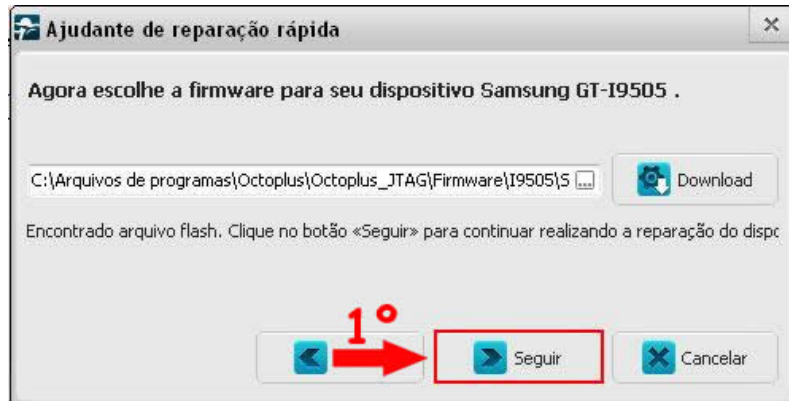 Ajudante de reparação rápida
Agora escolhe a firmware para seu dispositivo Samsung GT-I9505 .
C:\Arquivos de programas\Octoplus\Octoplus_JTAG\Firmware\I9505\S ... Download
Encontrado arquivo flash. Clique no botão «Seguir» para continuar realizando a reparação do dispo
1º
Seguir Cancelar